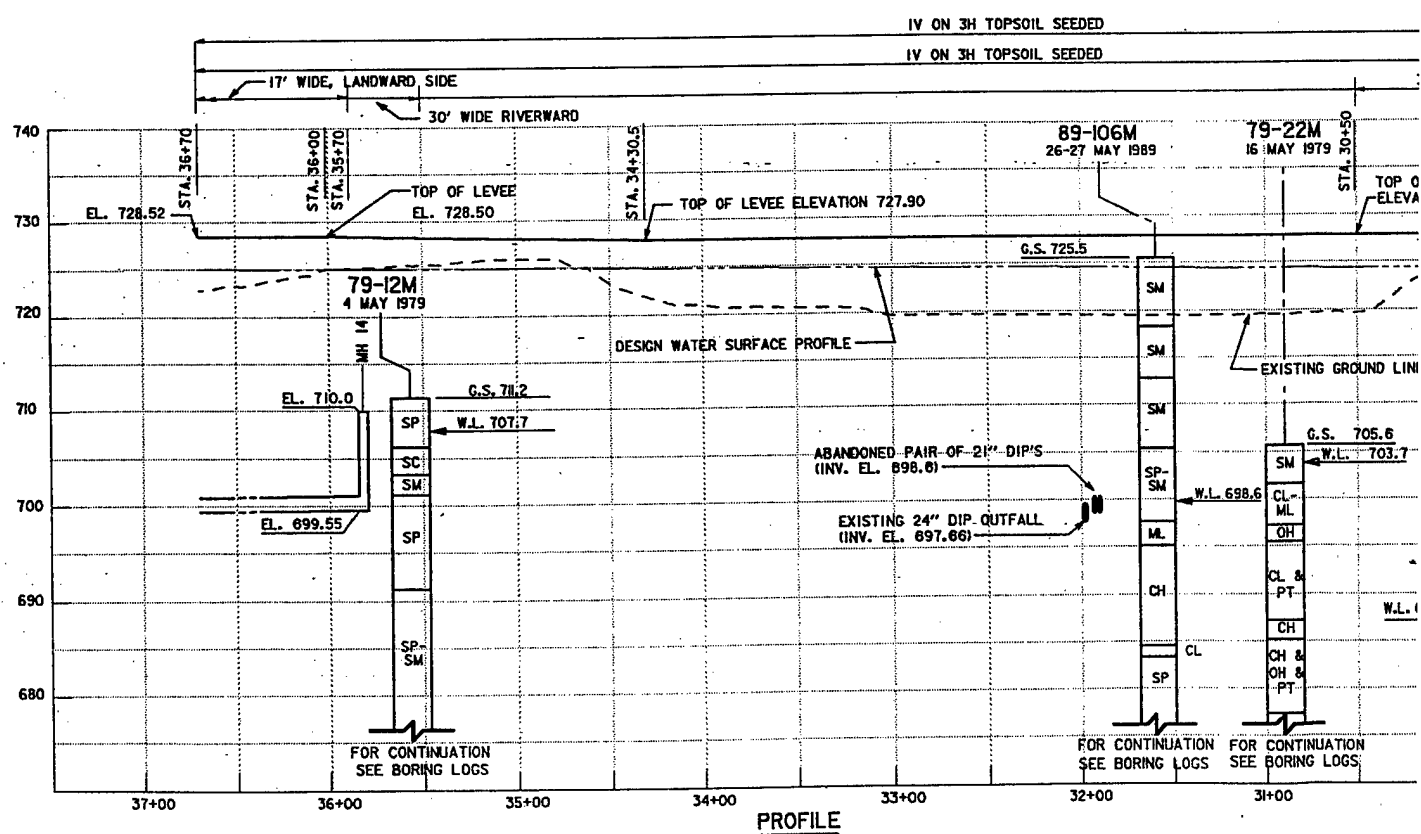 1V ON 3H TOPSOIL SEEDED
1V ON 3H TOPSOIL SEEDED
17' WIDE, LANDWARD SIDE
30' WIDE RIVERWARD
740
730
720
710
700
690
680
STA. 36+70
STA. 36+00
STA. 35+70
STA. 34+30.5
STA. 30+50
EL. 728.52
TOP OF LEVEE
EL. 728.50
TOP OF LEVEE ELEVATION 727.90
TOP O
ELEVA
89-106M
26-27 MAY 1989
79-22M
16 MAY 1979
G.S. 725.5
79-12M
4 MAY 1979
MH 14
DESIGN WATER SURFACE PROFILE
EXISTING GROUND LIN
EL. 710.0
G.S. 711.2
W.L. 707.7
EL. 699.55
SP
SC
SM
SP
SP-
SM
FOR CONTINUATION
SEE BORING LOGS
ABANDONED PAIR OF 21" DIP'S
(INV. EL. 698.6)
EXISTING 24" DIP OUTFALL
(INV. EL. 697.66)
SM
SM
SM
SP-
SM
W.L. 698.6
ML
CH
CL
SP
FOR CONTINUATION
SEE BORING LOGS
G.S. 705.6
W.L. 703.7
SM
CL-
ML
OH
CL &
PT
CH
CH &
OH &
PT
FOR CONTINUATION
SEE BORING LOGS
W.L.
37+00
36+00
35+00
34+00
33+00
32+00
31+00
PROFILE